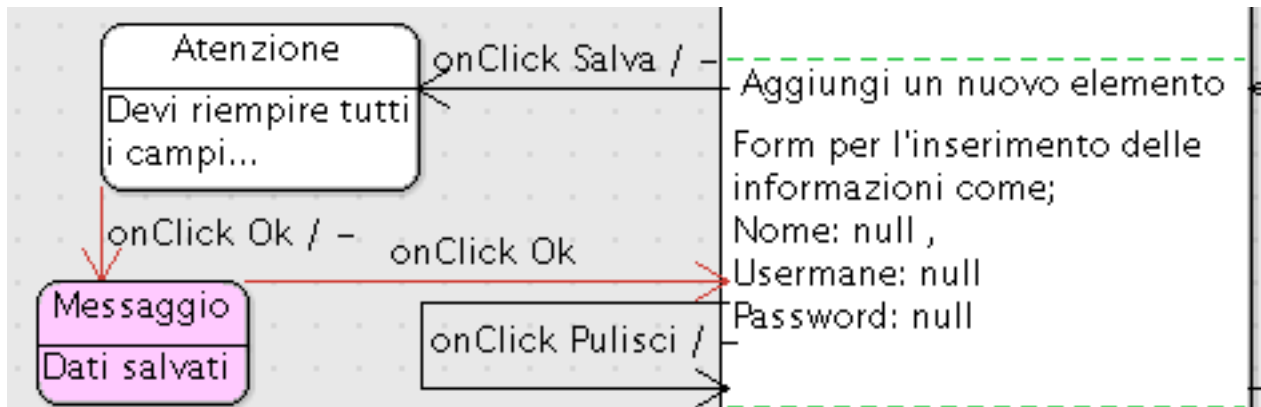 Atenzione
Devi riempire tutti
i campi...
onClick Salva / -
Aggiungi un nuovo elemento
Form per l'inserimento delle
informazioni come;
Nome: null ,
Usermane: null
Password: null
onClick Ok / -
onClick Ok
Messaggio
Dati salvati
onClick Pulisci / -